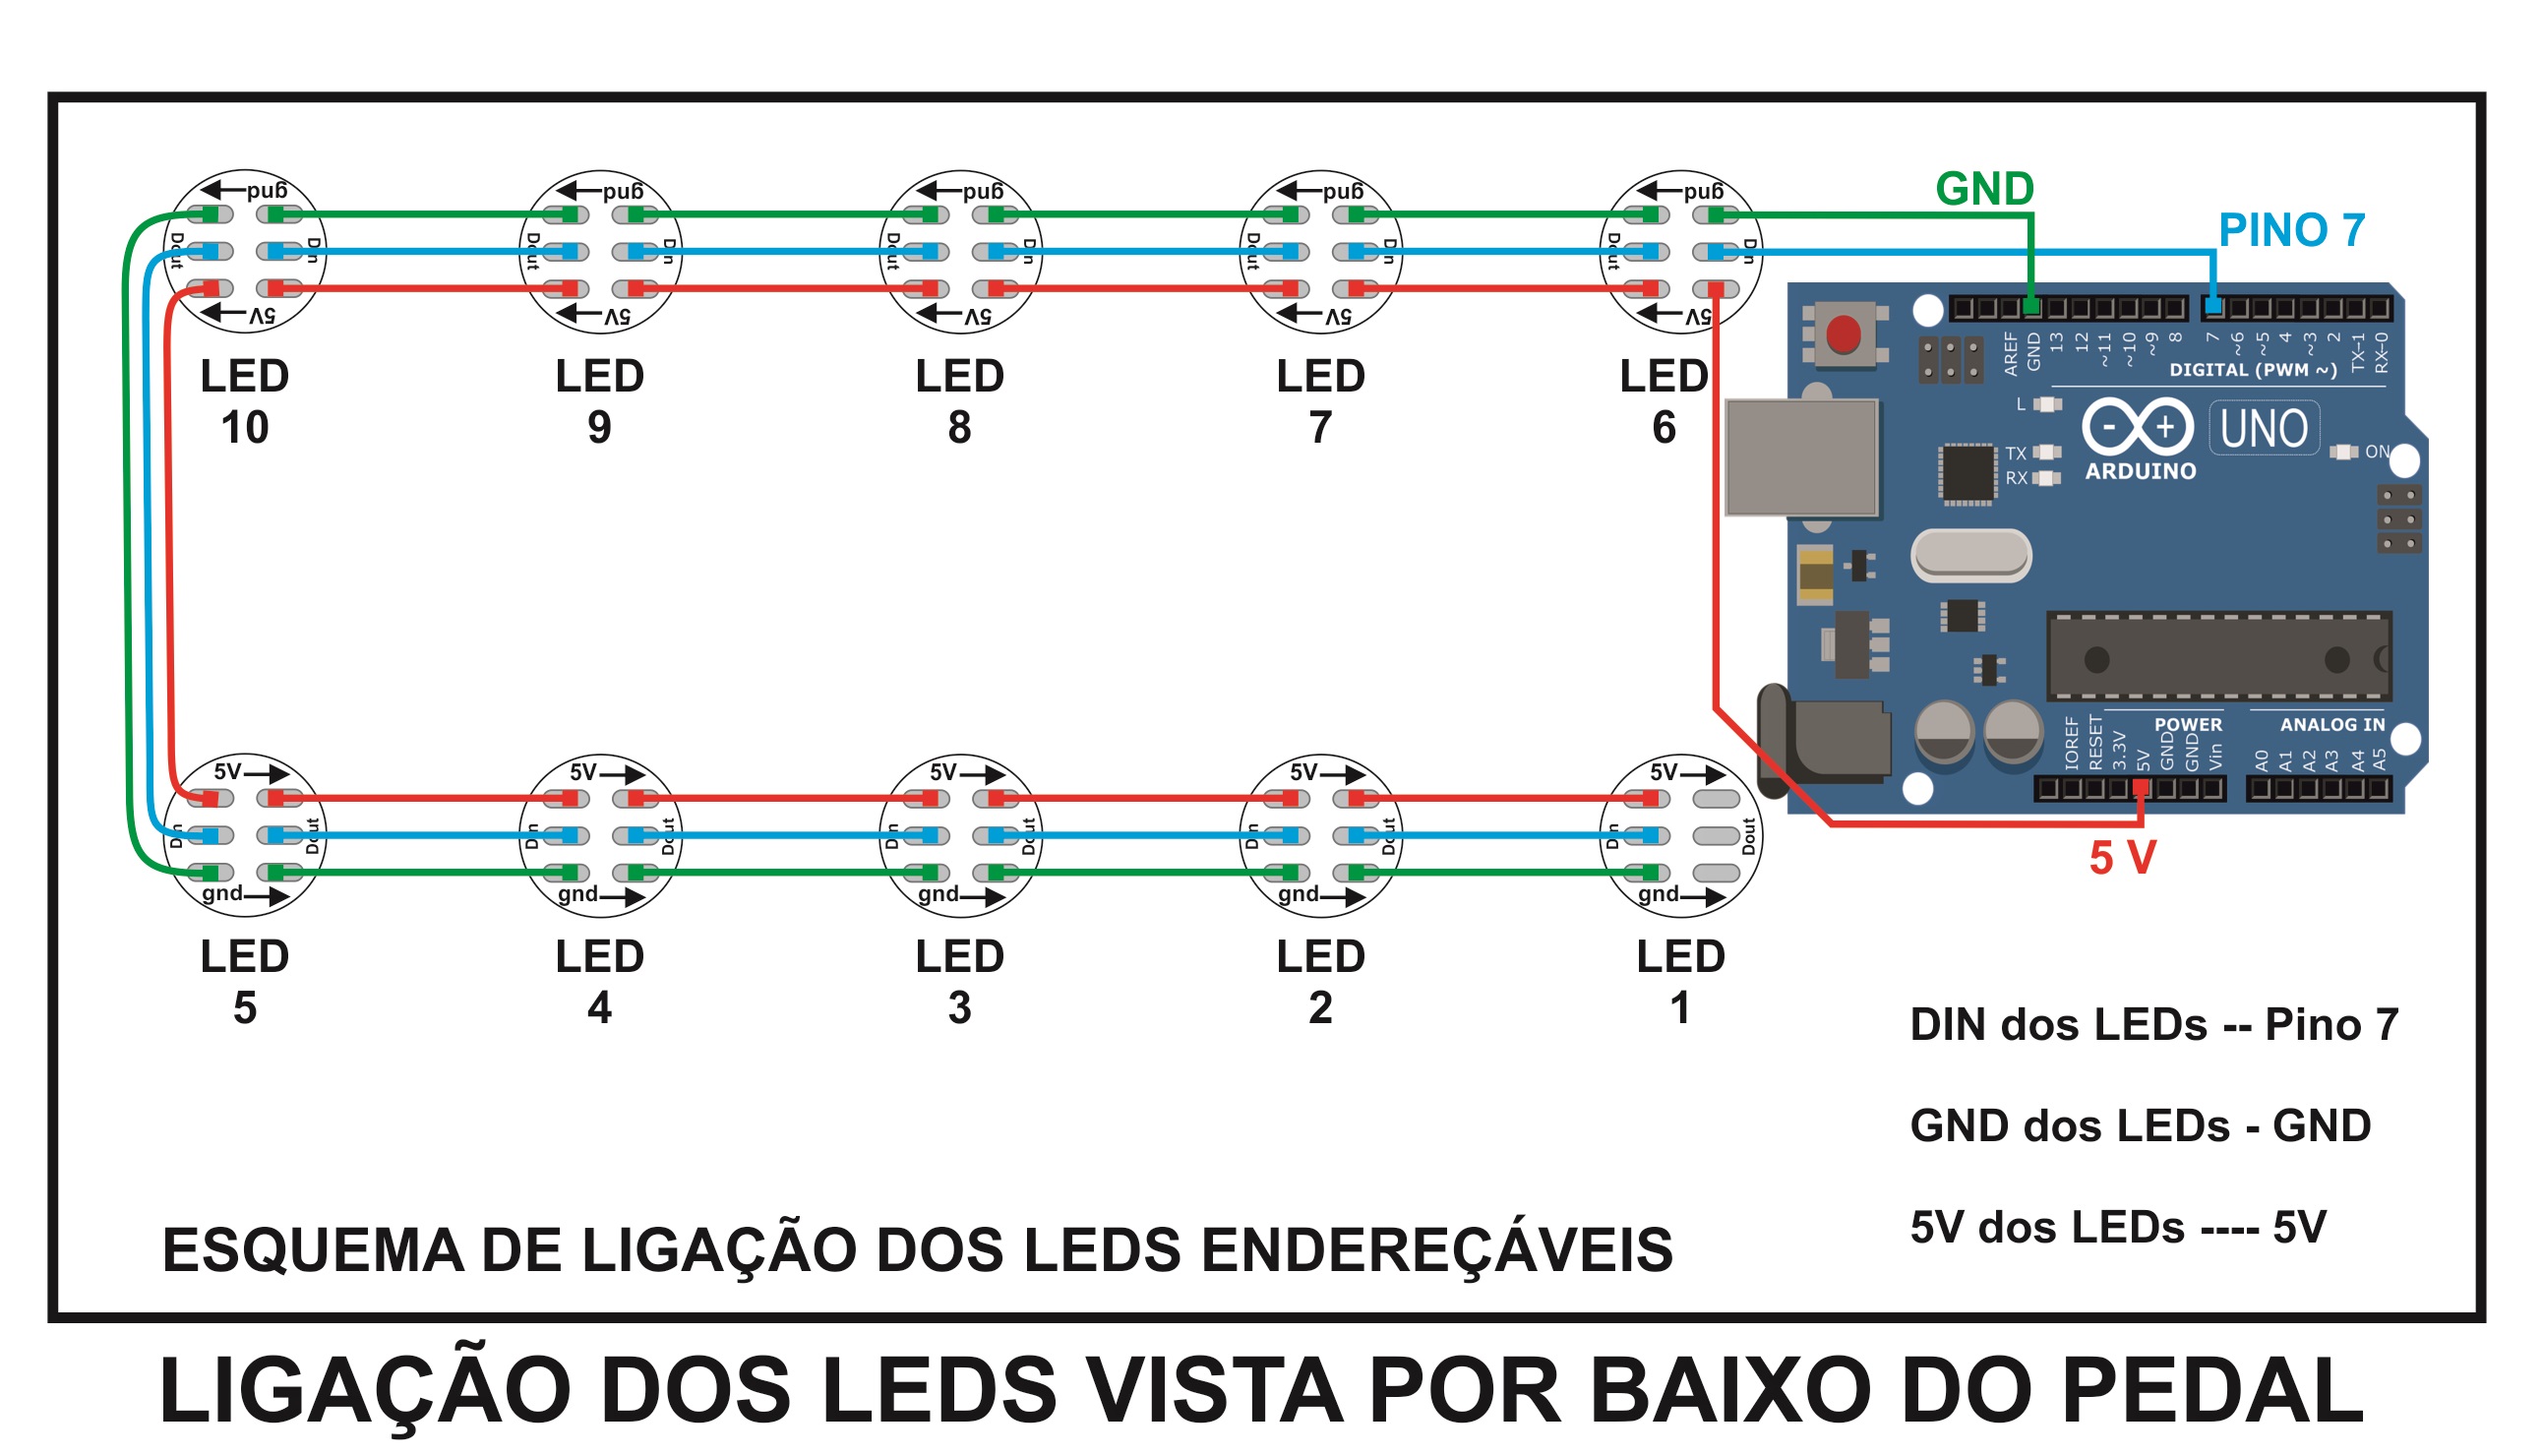 gnd gnd gnd gnd gnd GND
PINO 7
Dout Din Dout Din Dout Din Dout Din Dout Din
5V 5V 5V 5V 5V
LED LED LED LED LED
10 9 8 7 6
AREF GND 13 12 ~11 ~10 ~9 8 7 ~6 ~5 4 ~3 2 TX-1 RX-0
DIGITAL (PWM ~)
L
- + UNO
TX ON
ARDUINO
RX
POWER ANALOG IN
IOREF RESET 3.3V 5V GND GND Vin A0 A1 A2 A3 A4 A5
5V 5V 5V 5V 5V
Din Dout Din Dout Din Dout Din Dout Din Dout
5 V
gnd gnd gnd gnd gnd
LED LED LED LED LED
5 4 3 2 1
DIN dos LEDs -- Pino 7
GND dos LEDs - GND
5V dos LEDs ---- 5V
ESQUEMA DE LIGAÇÃO DOS LEDS ENDEREÇÁVEIS
LIGAÇÃO DOS LEDS VISTA POR BAIXO DO PEDAL